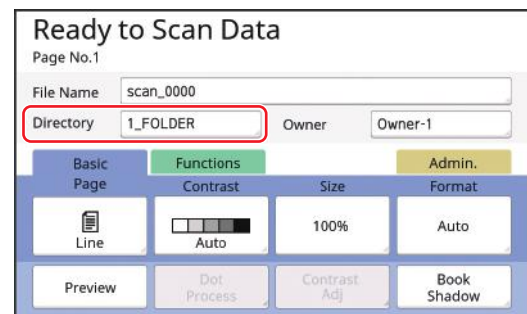 Ready to Scan Data
Page No.1
File Name scan_0000
Directory 1_FOLDER Owner Owner-1
Basic Functions Admin.
Page Contrast Size Format
Line Auto 100% Auto
Preview Dot Process Contrast Adj Book Shadow